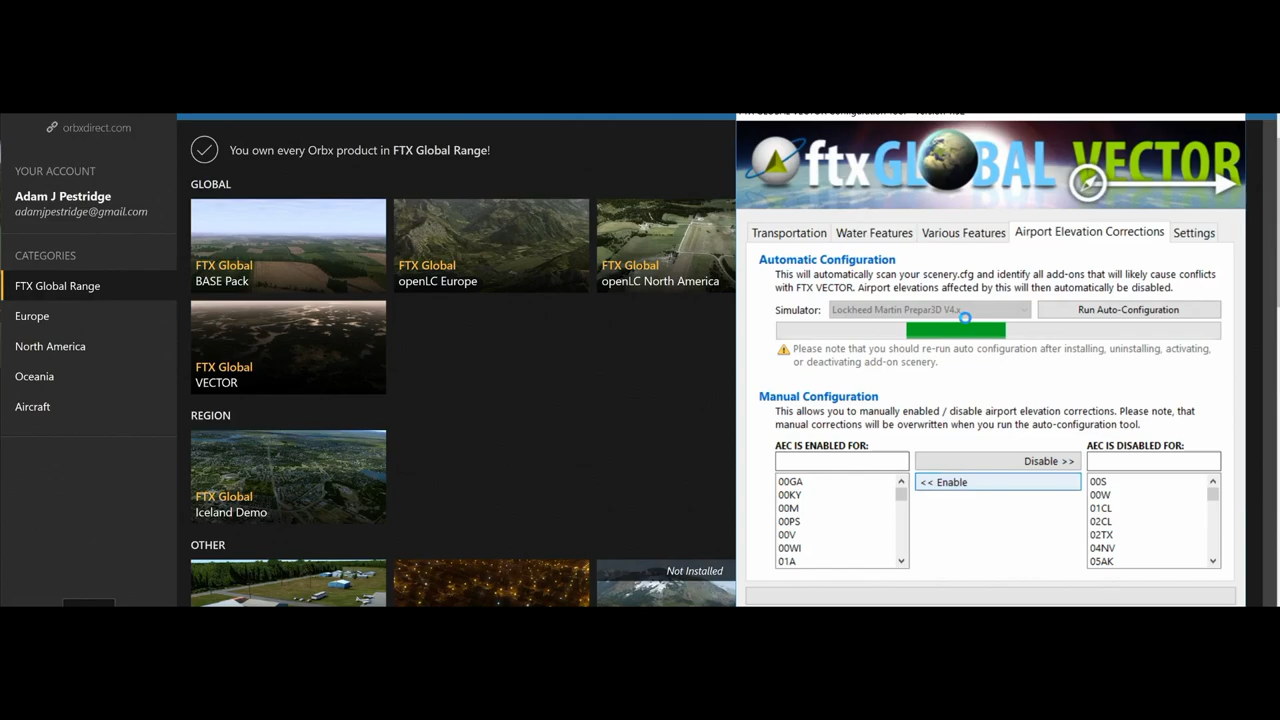 orbxdirect.com
YOUR ACCOUNT
Adam J Pestridge
adamjpestridge@gmail.com
CATEGORIES
FTX Global Range
Europe
North America
Oceania
Aircraft
You own every Orbx product in FTX Global Range!
GLOBAL
FTX Global
BASE Pack
FTX Global
openLC Europe
FTX Global
openLC North America
FTX Global
VECTOR
REGION
FTX Global
Iceland Demo
OTHER
Not Installed
ftxGLOBAL VECTOR
Transportation
Water Features
Various Features
Airport Elevation Corrections
Settings
Automatic Configuration
This will automatically scan your scenery.cfg and identify all add-ons that will likely cause conflicts
with FTX VECTOR. Airport elevations affected by this will then automatically be disabled.
Simulator:
Lockheed Martin Prepar3D V4.x
Run Auto-Configuration
Please note that you should re-run auto configuration after installing, uninstalling, activating,
or deactivating add-on scenery.
Manual Configuration
This allows you to manually enabled / disable airport elevation corrections. Please note, that
manual corrections will be overwritten when you run the auto-configuration tool.
AEC IS ENABLED FOR:
Disable >>
<< Enable
00GA
00KY
00M
00PS
00V
00WI
01A
AEC IS DISABLED FOR:
00S
00W
01CL
02CL
02TX
04NV
05AK